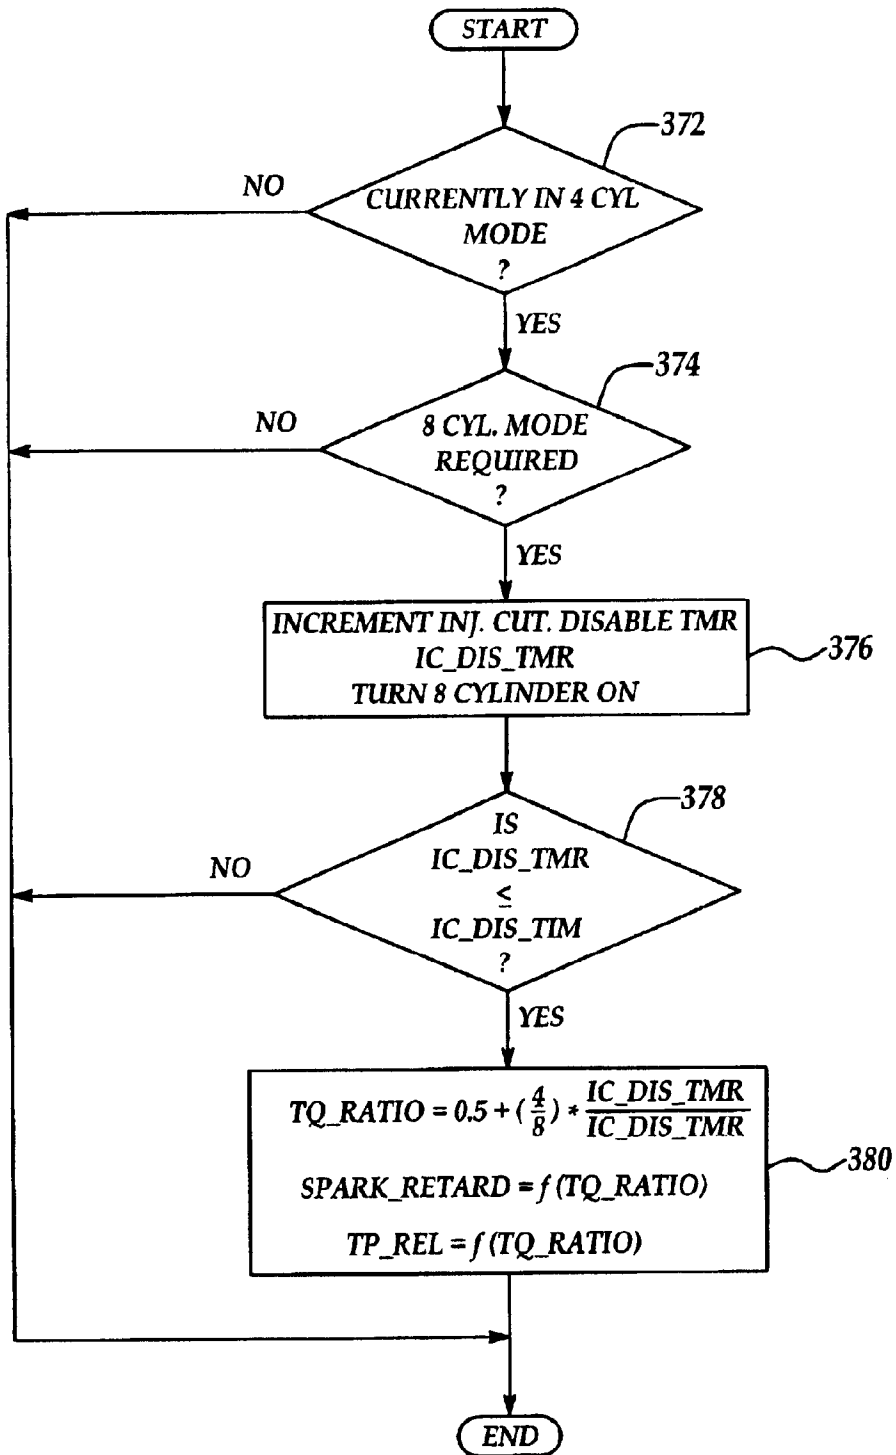 START
372
CURRENTLY IN 4 CYL
MODE
?
NO
YES
374
8 CYL. MODE
REQUIRED
?
NO
YES
INCREMENT INJ. CUT. DISABLE TMR
IC_DIS_TMR
TURN 8 CYLINDER ON
376
378
IS
IC_DIS_TMR
≤
IC_DIS_TIM
?
NO
YES
TQ_RATIO = 0.5 + (4/8) * IC_DIS_TMR/IC_DIS_TMR
SPARK_RETARD = f (TQ_RATIO)
TP_REL = f (TQ_RATIO)
380
END